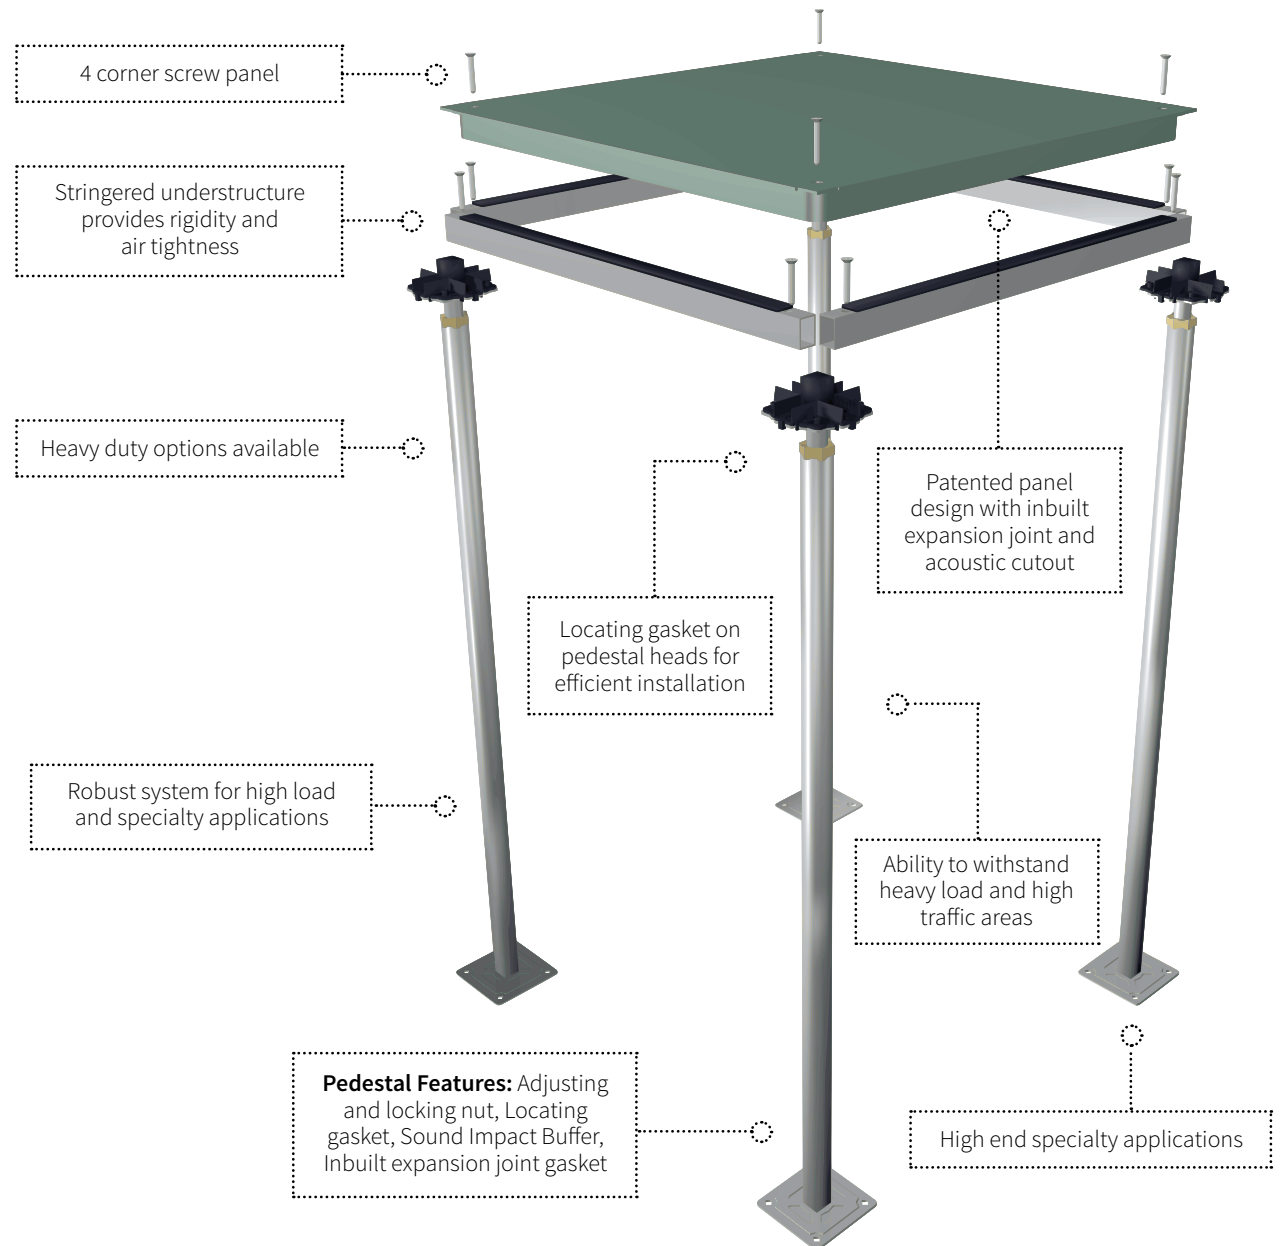 4 corner screw panel
Stringered understructure
provides rigidity and
air tightness
Heavy duty options available
Patented panel
design with inbuilt
expansion joint and
acoustic cutout
Locating gasket on
pedestal heads for
efficient installation
Robust system for high load
and specialty applications
Ability to withstand
heavy load and high
traffic areas
Pedestal Features: Adjusting
and locking nut, Locating
gasket, Sound Impact Buffer,
Inbuilt expansion joint gasket
High end specialty applications